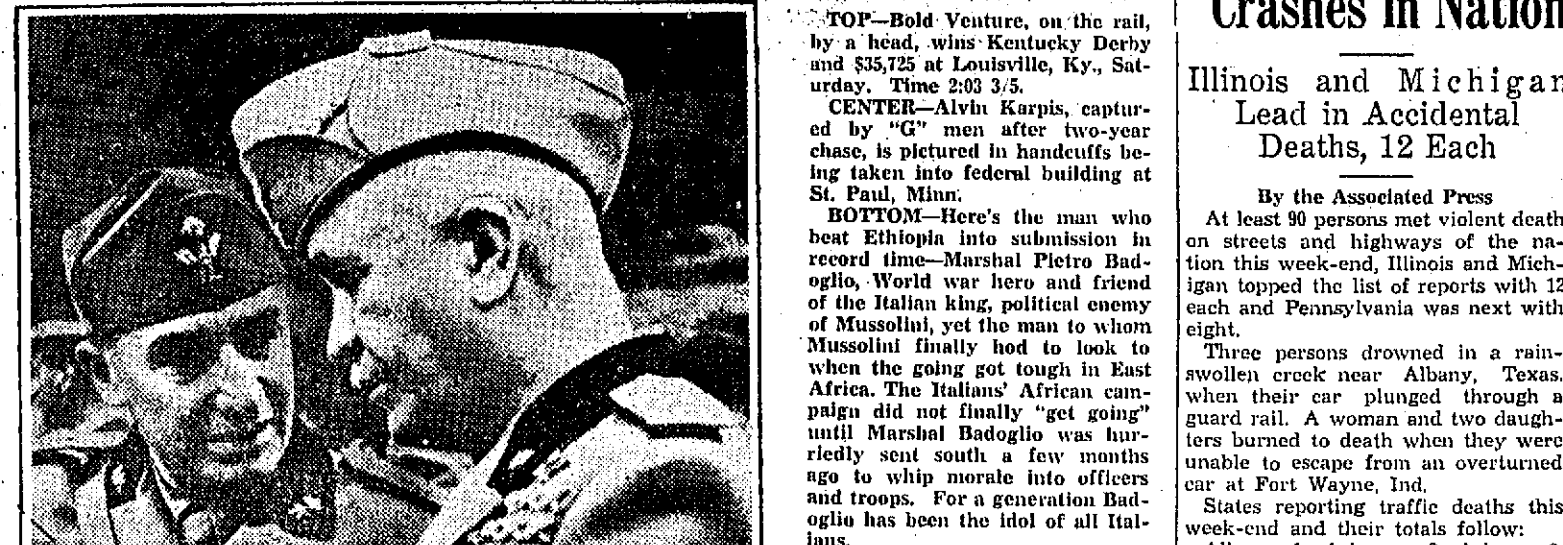 TOP—Bold Venture, on the rail,
by a head, wins Kentucky Derby
and $35,725 at Louisville, Ky., Sat-
urday. Time 2:03 3/5.
CENTER—Alvin Karpis, captur-
ed by "G" men after two-year
chase, is pictured in handcuffs be-
ing taken into federal building at
St. Paul, Minn.
BOTTOM—Here's the man who
beat Ethiopia into submission in
record time—Marshal Pietro Bad-
oglio, World war hero and friend
of the Italian king, political enemy
of Mussolini, yet the man to whom
Mussolini finally hod to look to
when the going got tough in East
Africa. The Italians' African cam-
paign did not finally "get going"
until Marshal Badoglio was hur-
riedly sent south a few months
ago to whip morale into officers
and troops. For a generation Bad-
oglio has been the idol of all Ital-
ians.
Crashes in Nation
Illinois and Michigan
Lead in Accidental
Deaths, 12 Each
By the Associated Press
At least 90 persons met violent death
on streets and highways of the na-
tion this week-end, Illinois and Mich-
igan topped the list of reports with 12
each and Pennsylvania was next with
eight.
Three persons drowned in a rain-
swollen creek near Albany, Texas,
when their car plunged through a
guard rail. A woman and two daugh-
ters burned to death when they were
unable to escape from an overturned
car at Fort Wayne, Ind.
States reporting traffic deaths this
week-end and their totals follow: